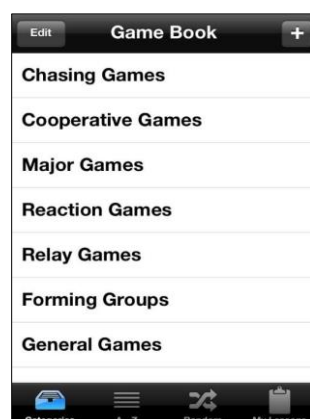 Edit Game Book +
Chasing Games
Cooperative Games
Major Games
Reaction Games
Relay Games
Forming Groups
General Games